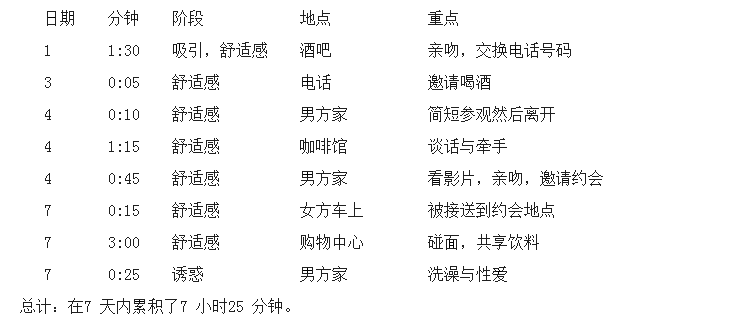 日期 分钟 阶段 地点 重点
1 1:30 吸引，舒适感 酒吧 亲吻，交换电话号码
3 0:05 舒适感 电话 邀请喝酒
4 0:10 舒适感 男方家 简短参观然后离开
4 1:15 舒适感 咖啡馆 谈话与牵手
4 0:45 舒适感 男方家 看影片，亲吻，邀请约会
7 0:15 舒适感 女方车上 被接送到约会地点
7 3:00 舒适感 购物中心 碰面，共享饮料
7 0:25 诱惑 男方家 洗澡与性爱
总计：在7 天内累积了7 小时25 分钟。